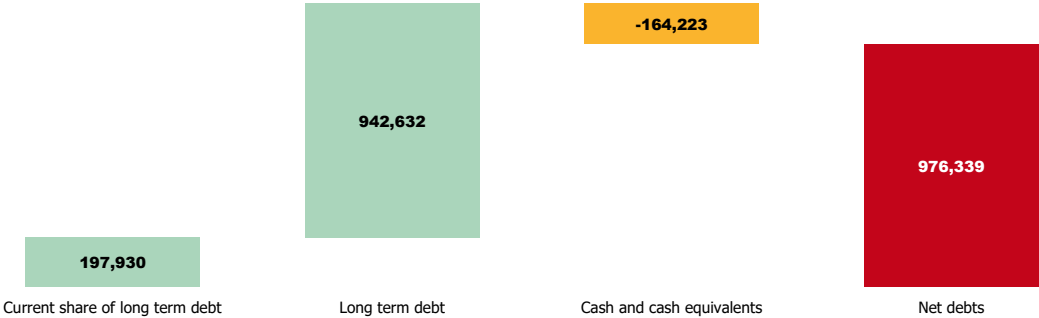 -164,223
942,632
976,339
197,930
Current share of long term debt
Long term debt
Cash and cash equivalents
Net debts